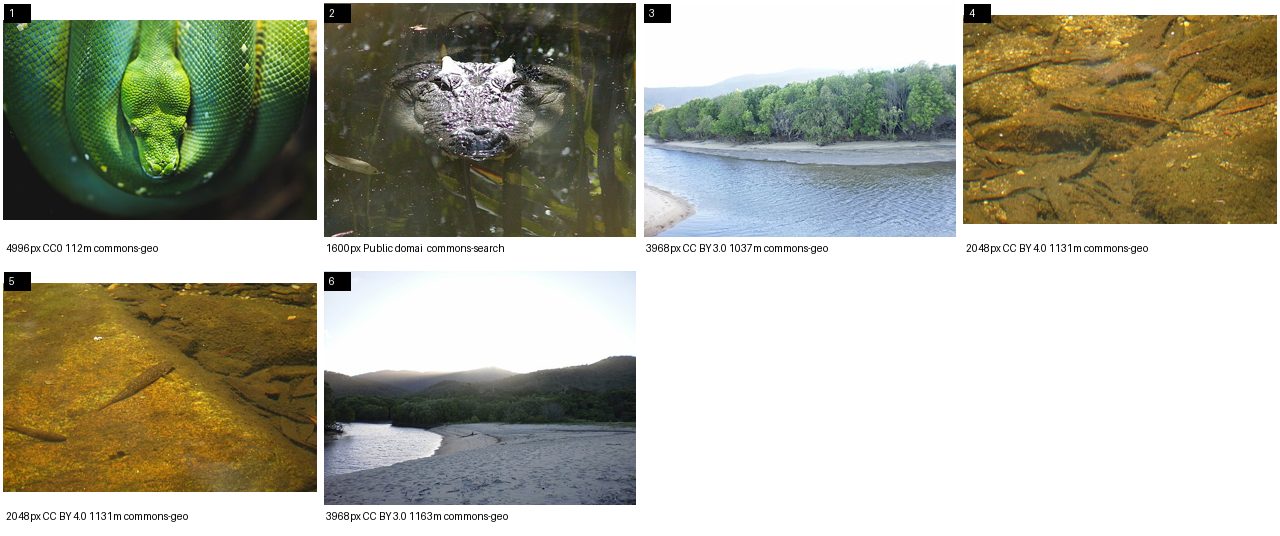 1
2
3
4
4996px CC0 112m commons-geo
1600px Public domai commons-search
3968px CC BY 3.0 1037m commons-geo
2048px CC BY 4.0 1131m commons-geo
5
6
2048px CC BY 4.0 1131m commons-geo
3968px CC BY 3.0 1163m commons-geo